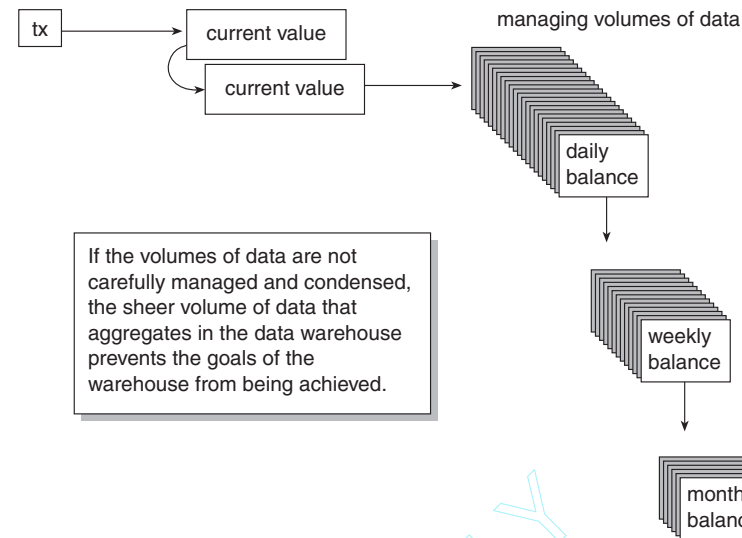 managing volumes of data
tx
current value
current value
daily
balance
If the volumes of data are not
carefully managed and condensed,
the sheer volume of data that
aggregates in the data warehouse
prevents the goals of the
warehouse from being achieved.
weekly
balance
month
balanc
Y